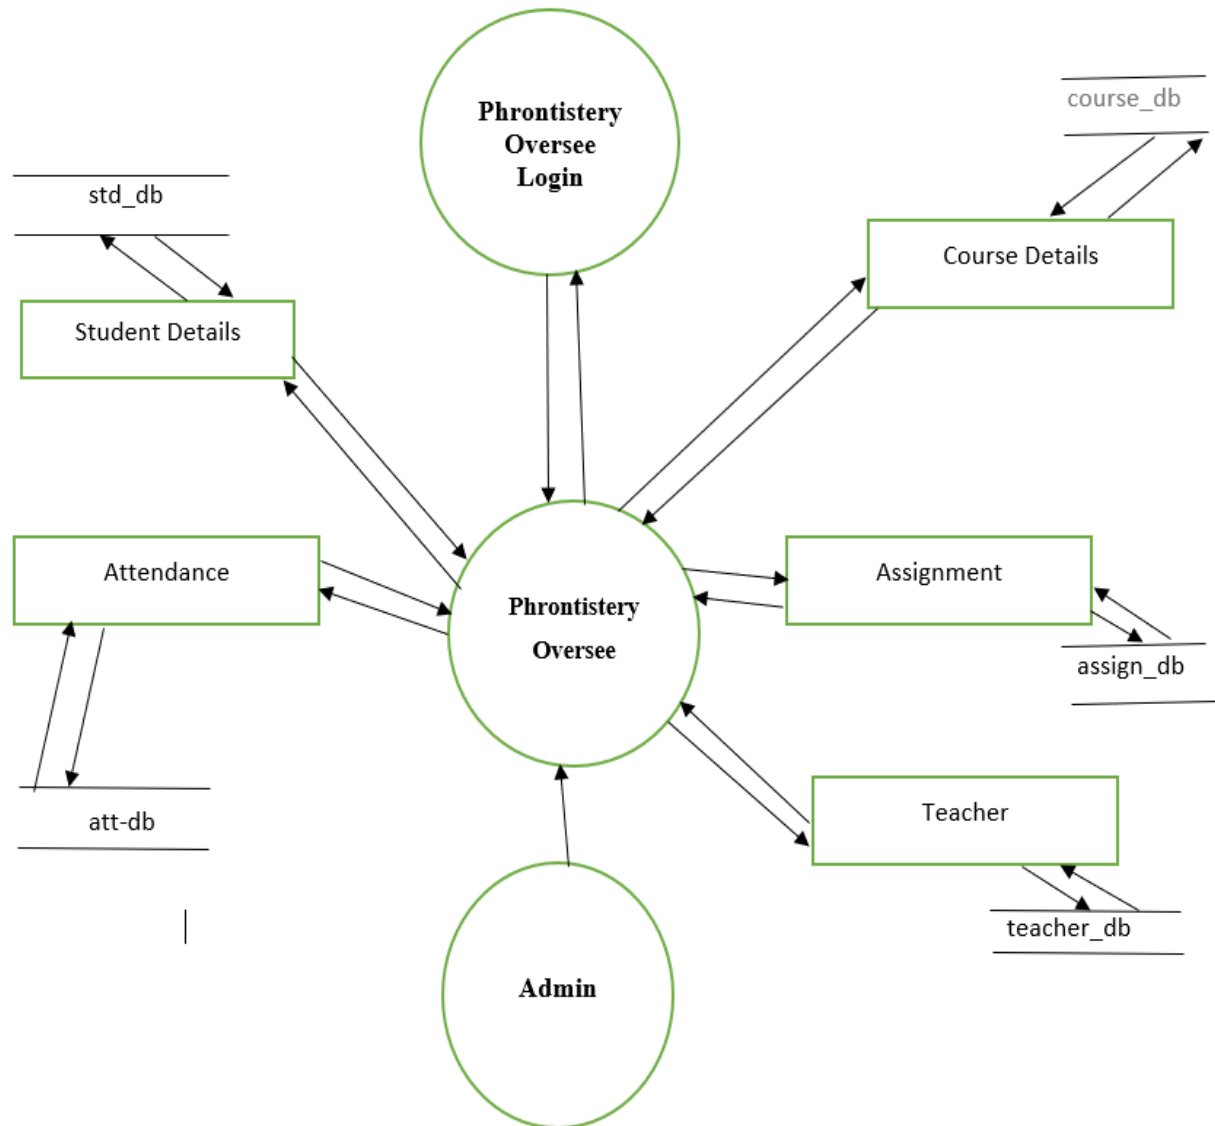 Phrontistery
Oversee
Login
course_db
std_db
Course Details
Student Details
Attendance
Assignment
Phrontistery
Oversee
assign_db
Teacher
att-db
teacher_db
Admin